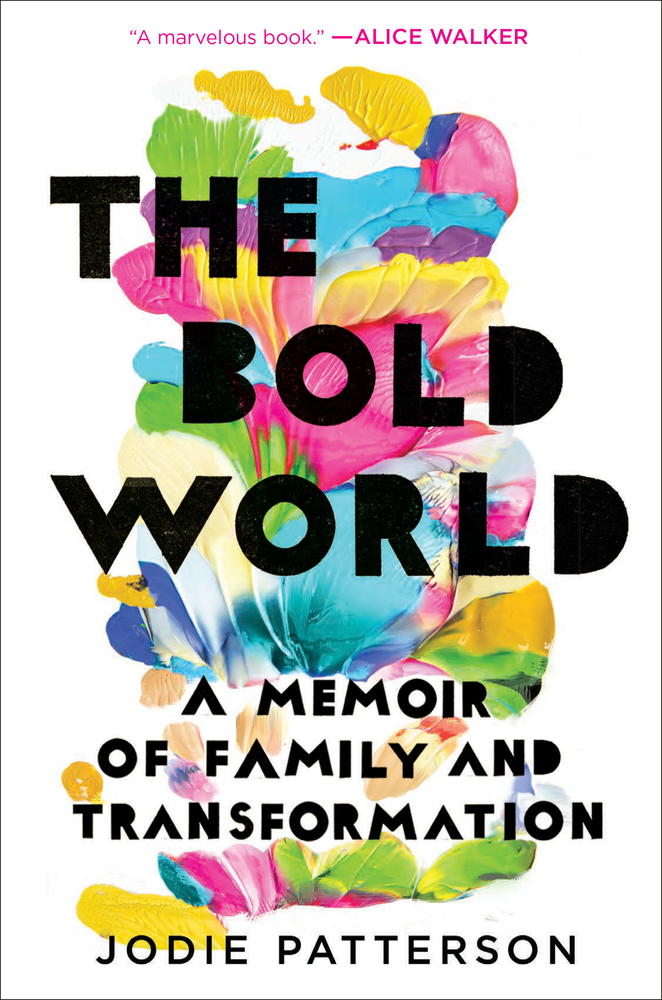 “A marvelous book.” —ALICE WALKER
THE
BOLD
WORLD
A MEMOIR
OF FAMILY AND
TRANSFORMATION
JODIE PATTERSON